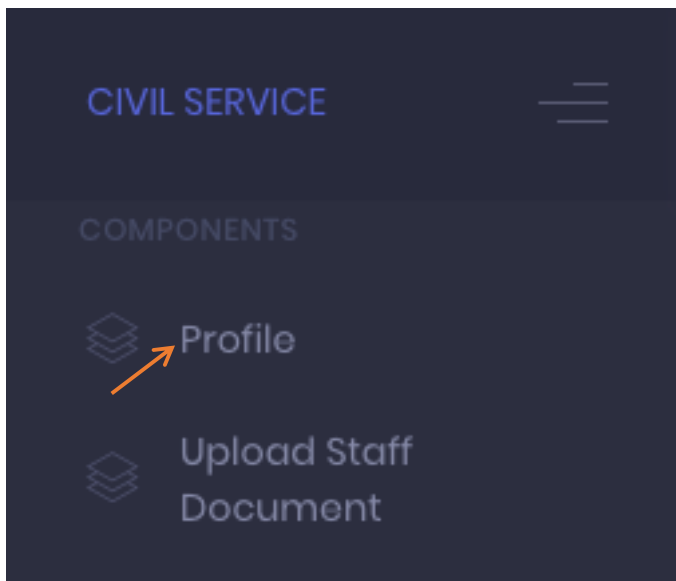 CIVIL SERVICE
COMPONENTS
Profile
Upload Staff
Document